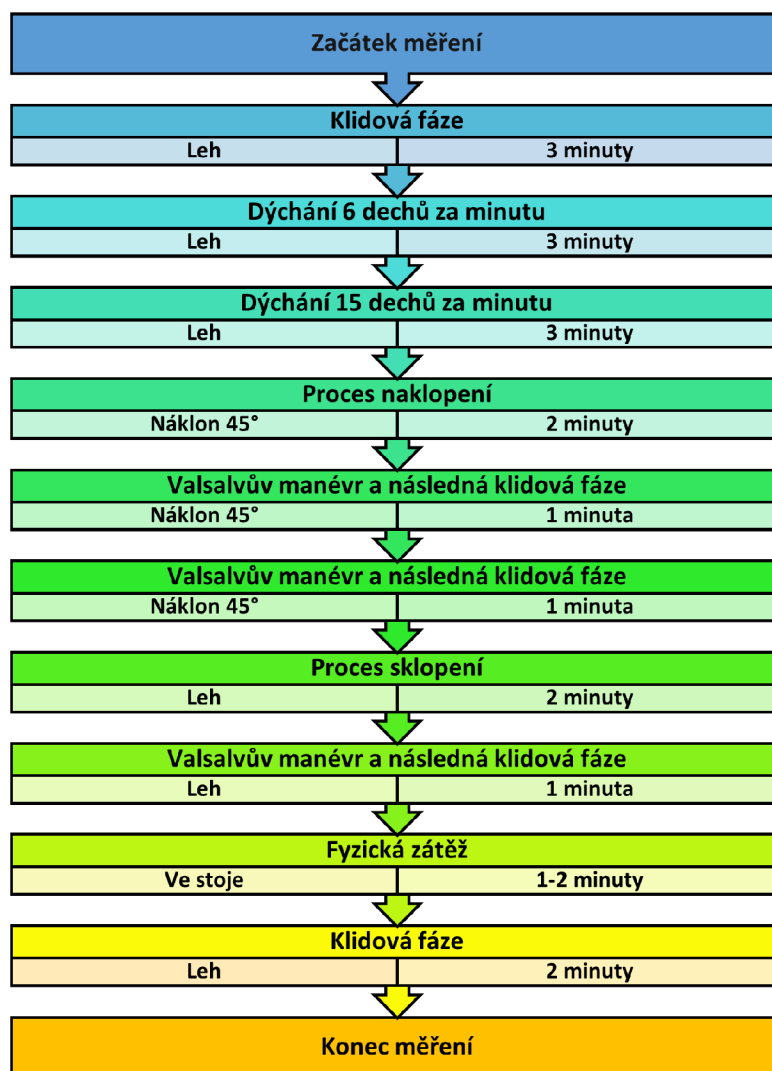 Začátek měření
Klidová fáze
Leh 3 minuty
Dýchání 6 dechů za minutu
Leh 3 minuty
Dýchání 15 dechů za minutu
Leh 3 minuty
Proces naklopení
Náklon 45° 2 minuty
Valsalvův manévr a následná klidová fáze
Náklon 45° 1 minuta
Valsalvův manévr a následná klidová fáze
Náklon 45° 1 minuta
Proces sklopení
Leh 2 minuty
Valsalvův manévr a následná klidová fáze
Leh 1 minuta
Fyzická zátěž
Ve stoje 1-2 minuty
Klidová fáze
Leh 2 minuty
Konec měření